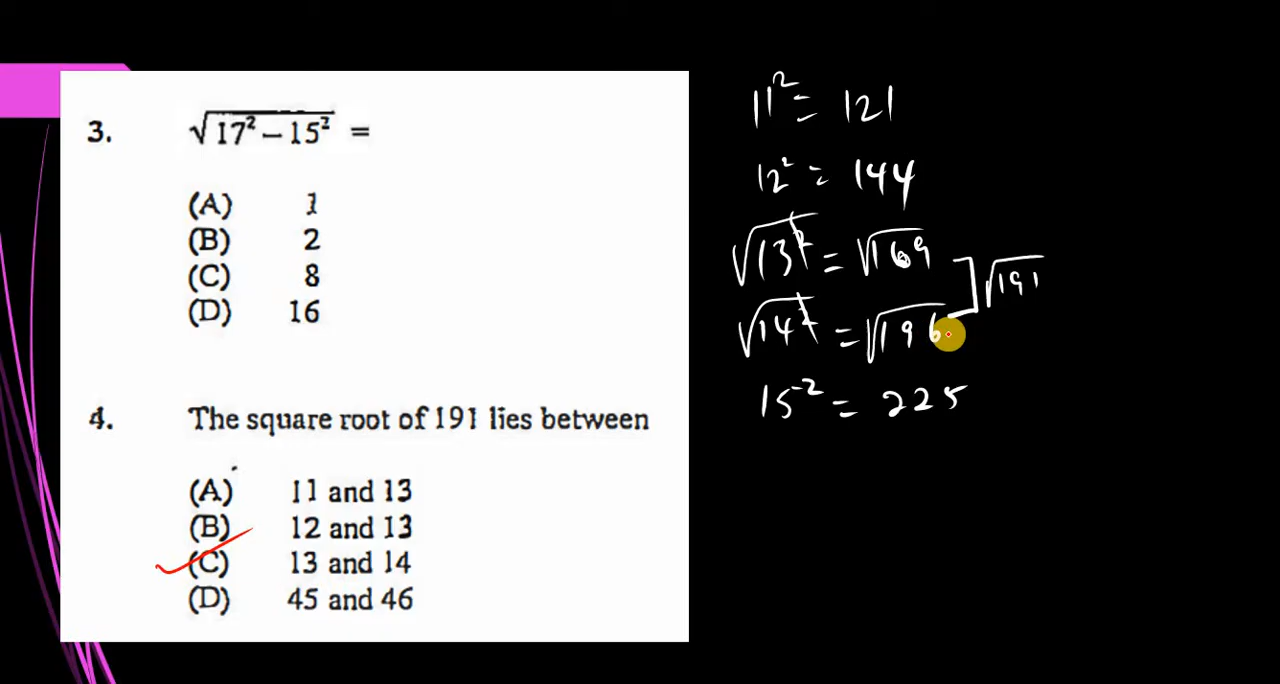 3. √17² − 15² =
(A) 1
(B) 2
(C) 8
(D) 16
4. The square root of 191 lies between
(A) 11 and 13
(B) 12 and 13
(C) 13 and 14
(D) 45 and 46
11² = 121
12² = 144
√13² = √169
√191
√14² = √196
15² = 225